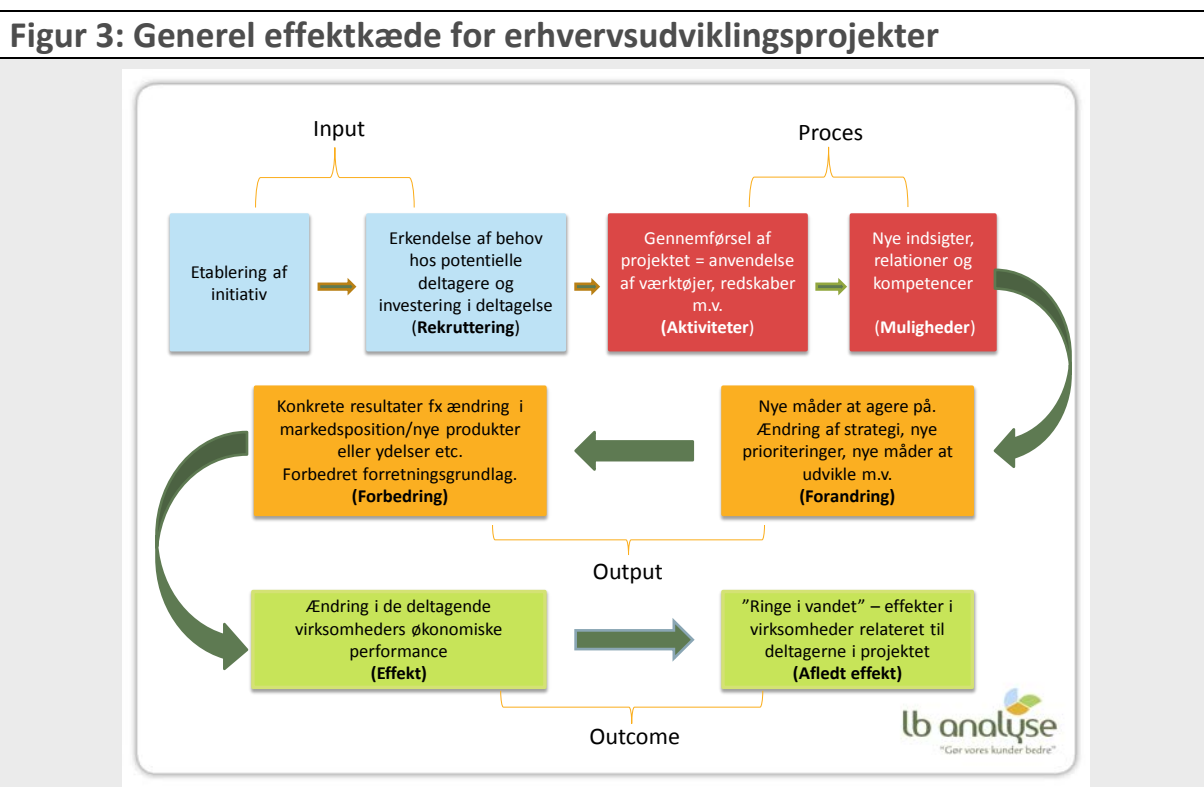 Figur 3: Generel effektkæde for erhvervsudviklingsprojekter
Input
Proces
Etablering af
initiativ
Erkendelse af behov
hos potentielle
deltagere og
investering i deltagelse
(Rekruttering)
Gennemførsel af
projektet = anvendelse
af værktøjer, redskaber
m.v.
(Aktiviteter)
Nye indsigter,
relationer og
kompetencer
(Muligheder)
Konkrete resultater fx ændring i
markedsposition/nye produkter
eller ydelser etc.
Forbedret forretningsgrundlag.
(Forbedring)
Nye måder at agere på.
Ændring af strategi, nye
prioriteringer, nye måder at
udvikle m.v.
(Forandring)
Output
Ændring i de deltagende
virksomheders økonomiske
performance
(Effekt)
”Ringe i vandet” – effekter i
virksomheder relateret til
deltagerne i projektet
(Afledt effekt)
Outcome
lb analyse
"Gør vores kunder bedre"